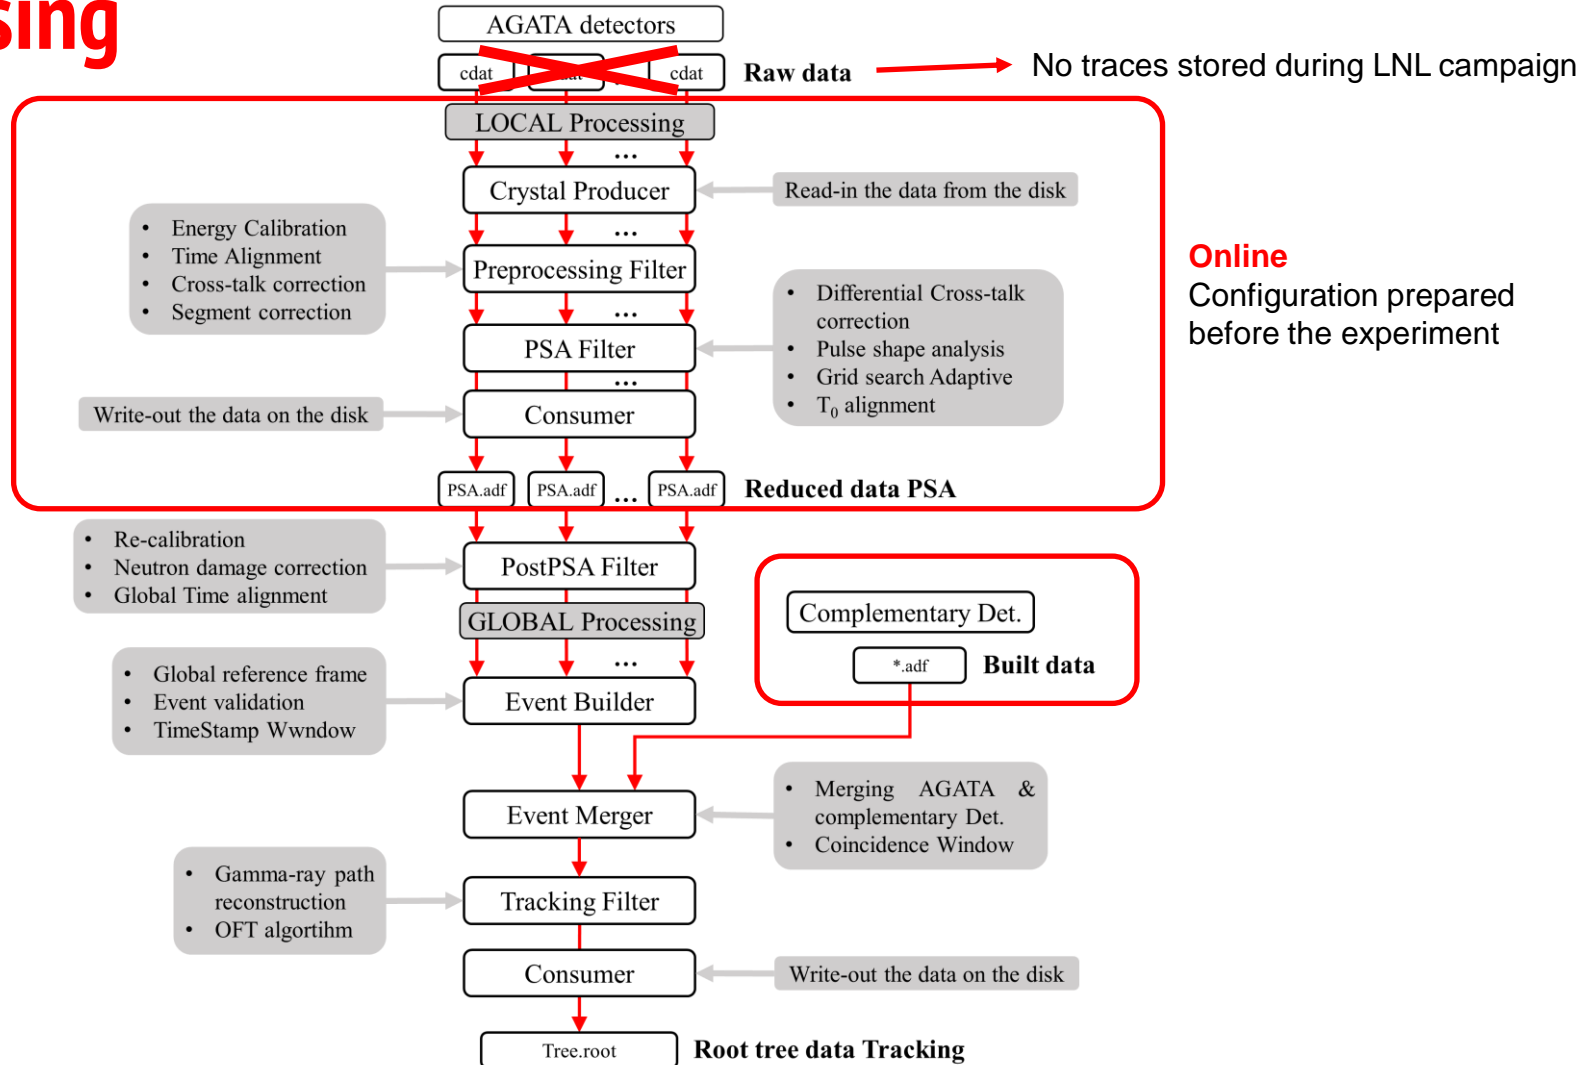 sing
AGATA detectors
cdat
cdat
Raw data
No traces stored during LNL campaign
LOCAL Processing
...
Crystal Producer
Read-in the data from the disk
...
• Energy Calibration
• Time Alignment
• Cross-talk correction
• Segment correction
Preprocessing Filter
Online
Configuration prepared
before the experiment
...
• Differential Cross-talk
correction
• Pulse shape analysis
• Grid search Adaptive
• T0 alignment
PSA Filter
...
Write-out the data on the disk
Consumer
PSA.adf
PSA.adf
...
PSA.adf
Reduced data PSA
• Re-calibration
• Neutron damage correction
• Global Time alignment
PostPSA Filter
GLOBAL Processing
Complementary Det.
*.adf
Built data
...
• Global reference frame
• Event validation
• TimeStamp Wwndow
Event Builder
Event Merger
• Merging AGATA &
complementary Det.
• Coincidence Window
• Gamma-ray path
reconstruction
• OFT algortihm
Tracking Filter
Consumer
Write-out the data on the disk
Tree.root
Root tree data Tracking